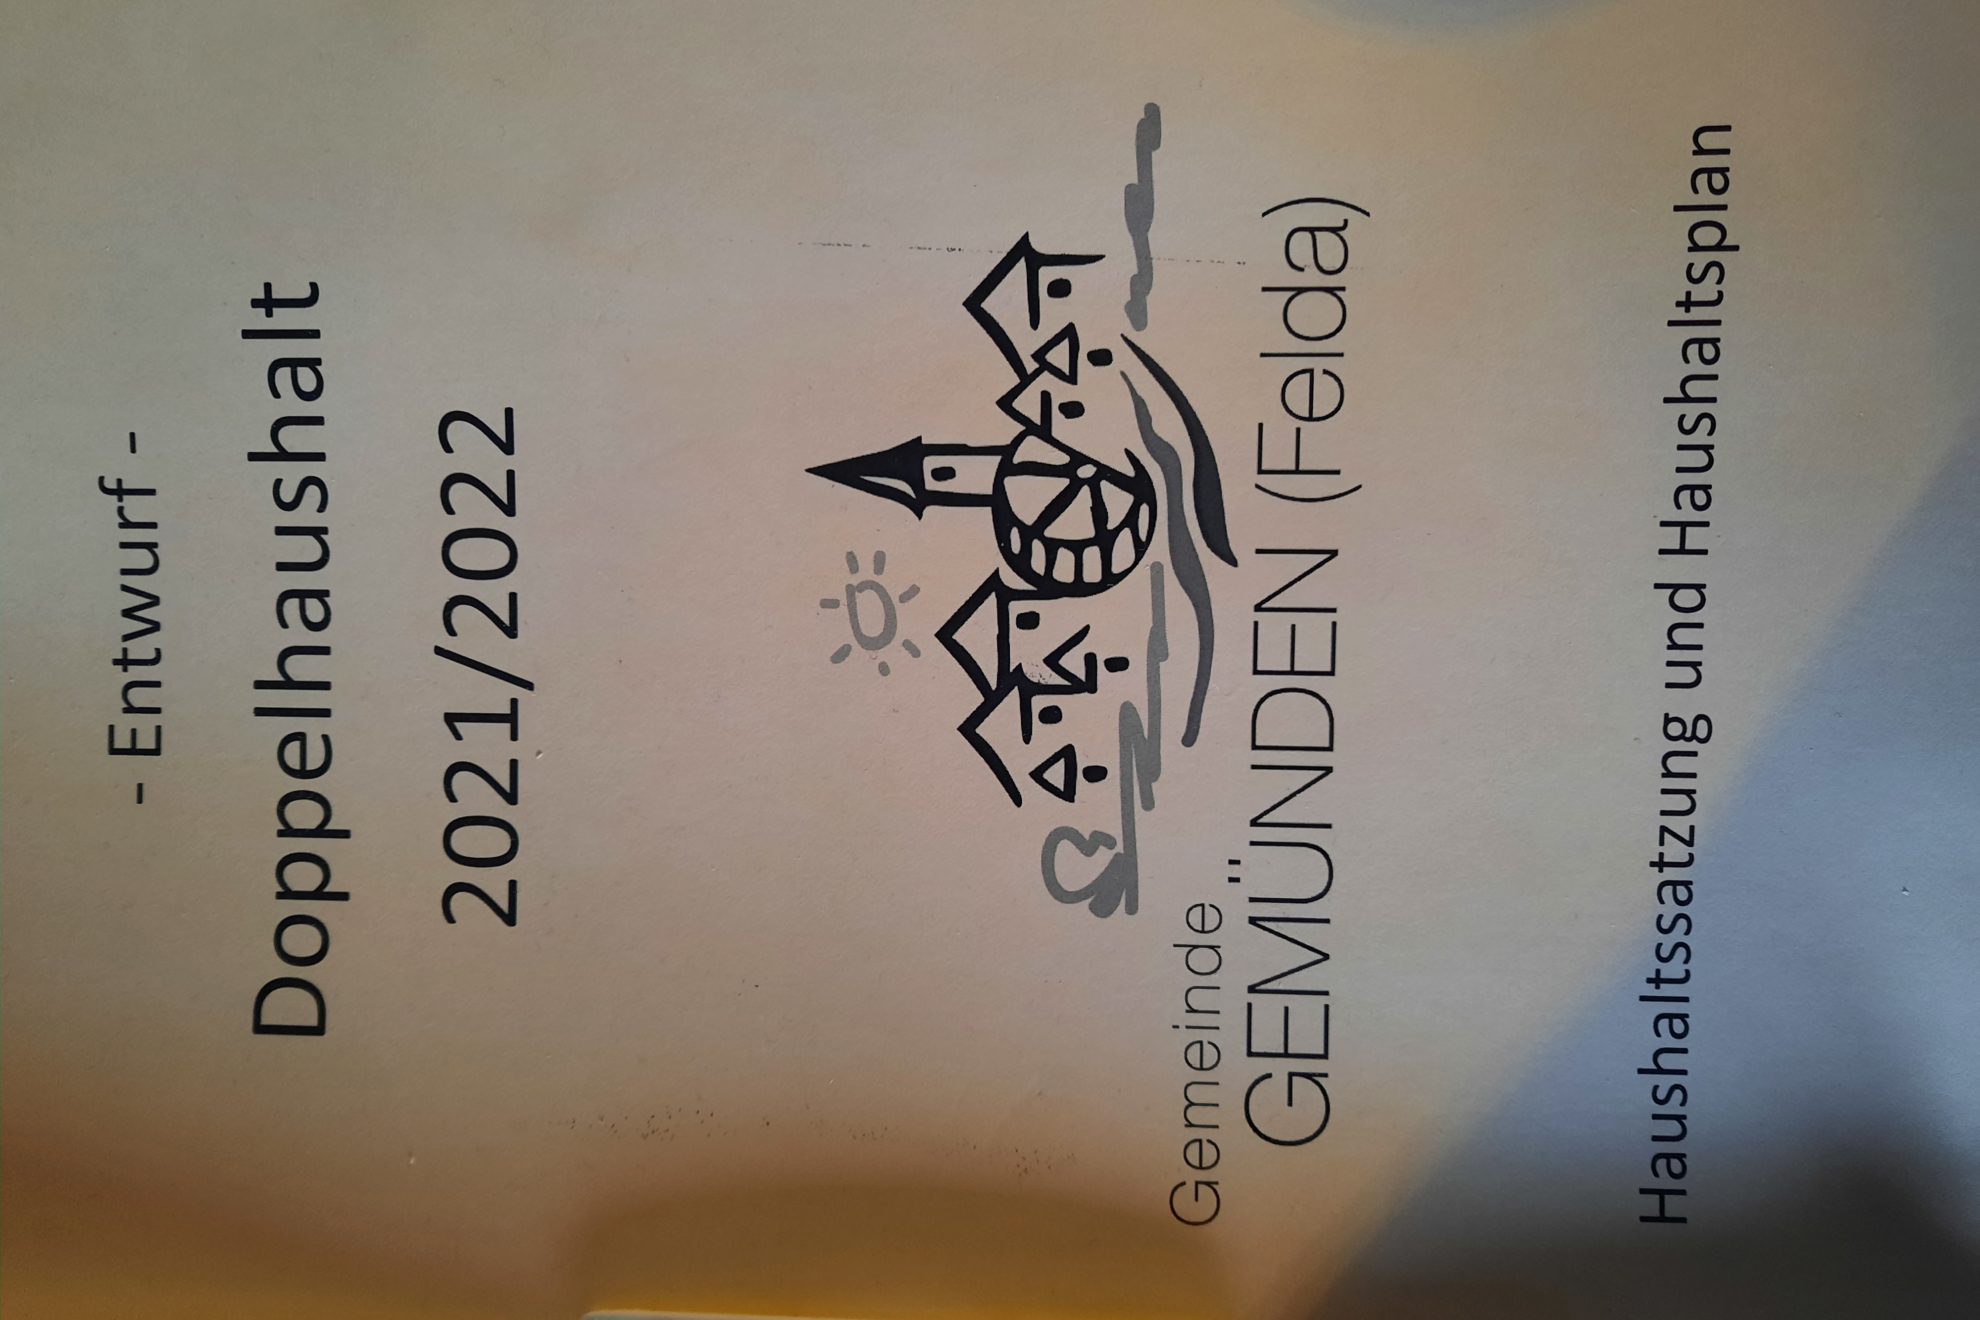 - Entwurf -
Doppelhaushalt
2021/2022
Gemeinde
GEMÜNDEN (Felda)
Haushaltssatzung und Haushaltsplan